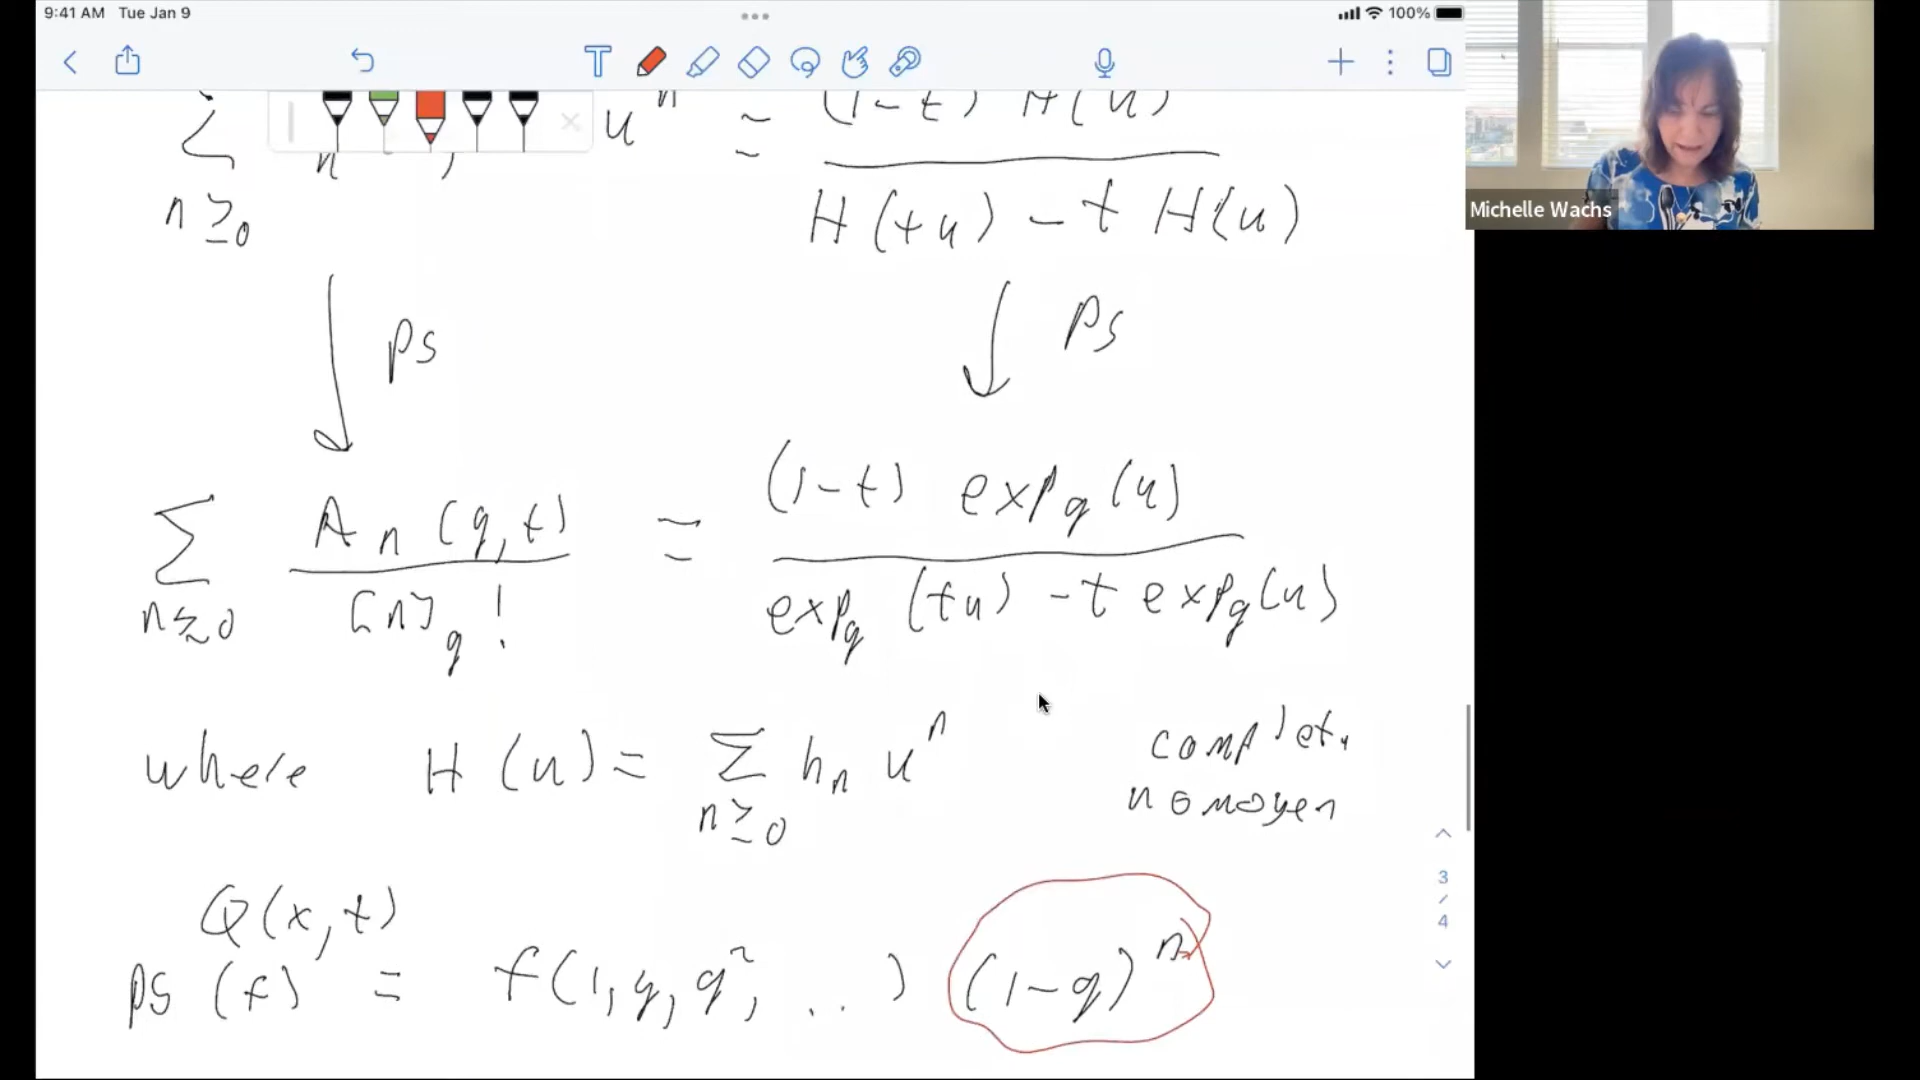 9:41 AM Tue Jan 9
100%
Michelle Wachs
∑ n≥0 u^n = (1-t) H(u) / H(tu) - t H(u)
ps
ps
∑ n≥0 A_n(q,t) / [n]_q! = (1-t) exp_q(u) / exp_q(tu) - t exp_q(u)
where H(u) = ∑ n≥0 h_n u^n
complete
homogen
3
/
4
Q(x,t)
ps (f) = f(1, q, q², ...) (1-q)^n